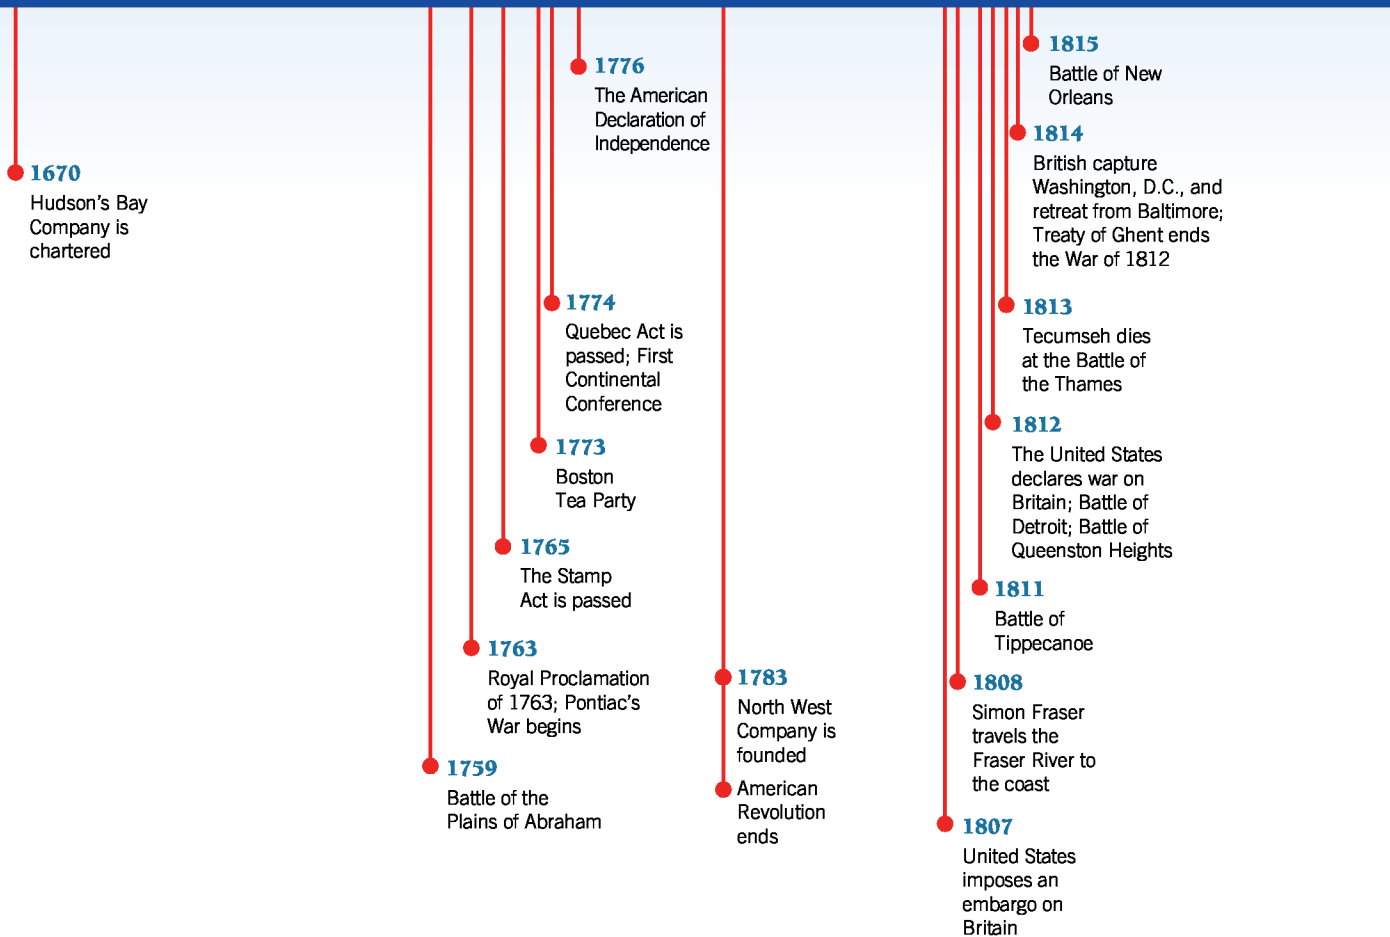 1670
Hudson's Bay
Company is
chartered
1759
Battle of the
Plains of Abraham
1763
Royal Proclamation
of 1763; Pontiac's
War begins
1765
The Stamp
Act is passed
1773
Boston
Tea Party
1774
Quebec Act is
passed; First
Continental
Conference
1776
The American
Declaration of
Independence
1783
North West
Company is
founded
American
Revolution
ends
1807
United States
imposes an
embargo on
Britain
1808
Simon Fraser
travels the
Fraser River to
the coast
1811
Battle of
Tippecanoe
1812
The United States
declares war on
Britain; Battle of
Detroit; Battle of
Queenston Heights
1813
Tecumseh dies
at the Battle of
the Thames
1814
British capture
Washington, D.C., and
retreat from Baltimore;
Treaty of Ghent ends
the War of 1812
1815
Battle of New
Orleans